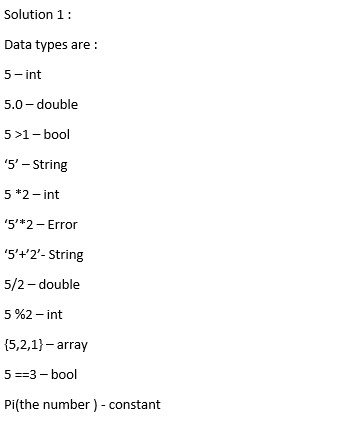 Solution 1 :
Data types are :
5 – int
5.0 – double
5 >1 – bool
‘5’ – String
5 *2 – int
‘5’*2 – Error
‘5’+’2’- String
5/2 – double
5 %2 – int
{5,2,1} – array
5 ==3 – bool
Pi(the number ) - constant